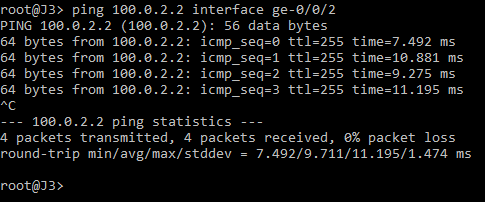 root@J3> ping 100.0.2.2 interface ge-0/0/2
PING 100.0.2.2 (100.0.2.2): 56 data bytes
64 bytes from 100.0.2.2: icmp_seq=0 ttl=255 time=7.492 ms
64 bytes from 100.0.2.2: icmp_seq=1 ttl=255 time=10.881 ms
64 bytes from 100.0.2.2: icmp_seq=2 ttl=255 time=9.275 ms
64 bytes from 100.0.2.2: icmp_seq=3 ttl=255 time=11.195 ms
^C
--- 100.0.2.2 ping statistics ---
4 packets transmitted, 4 packets received, 0% packet loss
round-trip min/avg/max/stddev = 7.492/9.711/11.195/1.474 ms
root@J3>